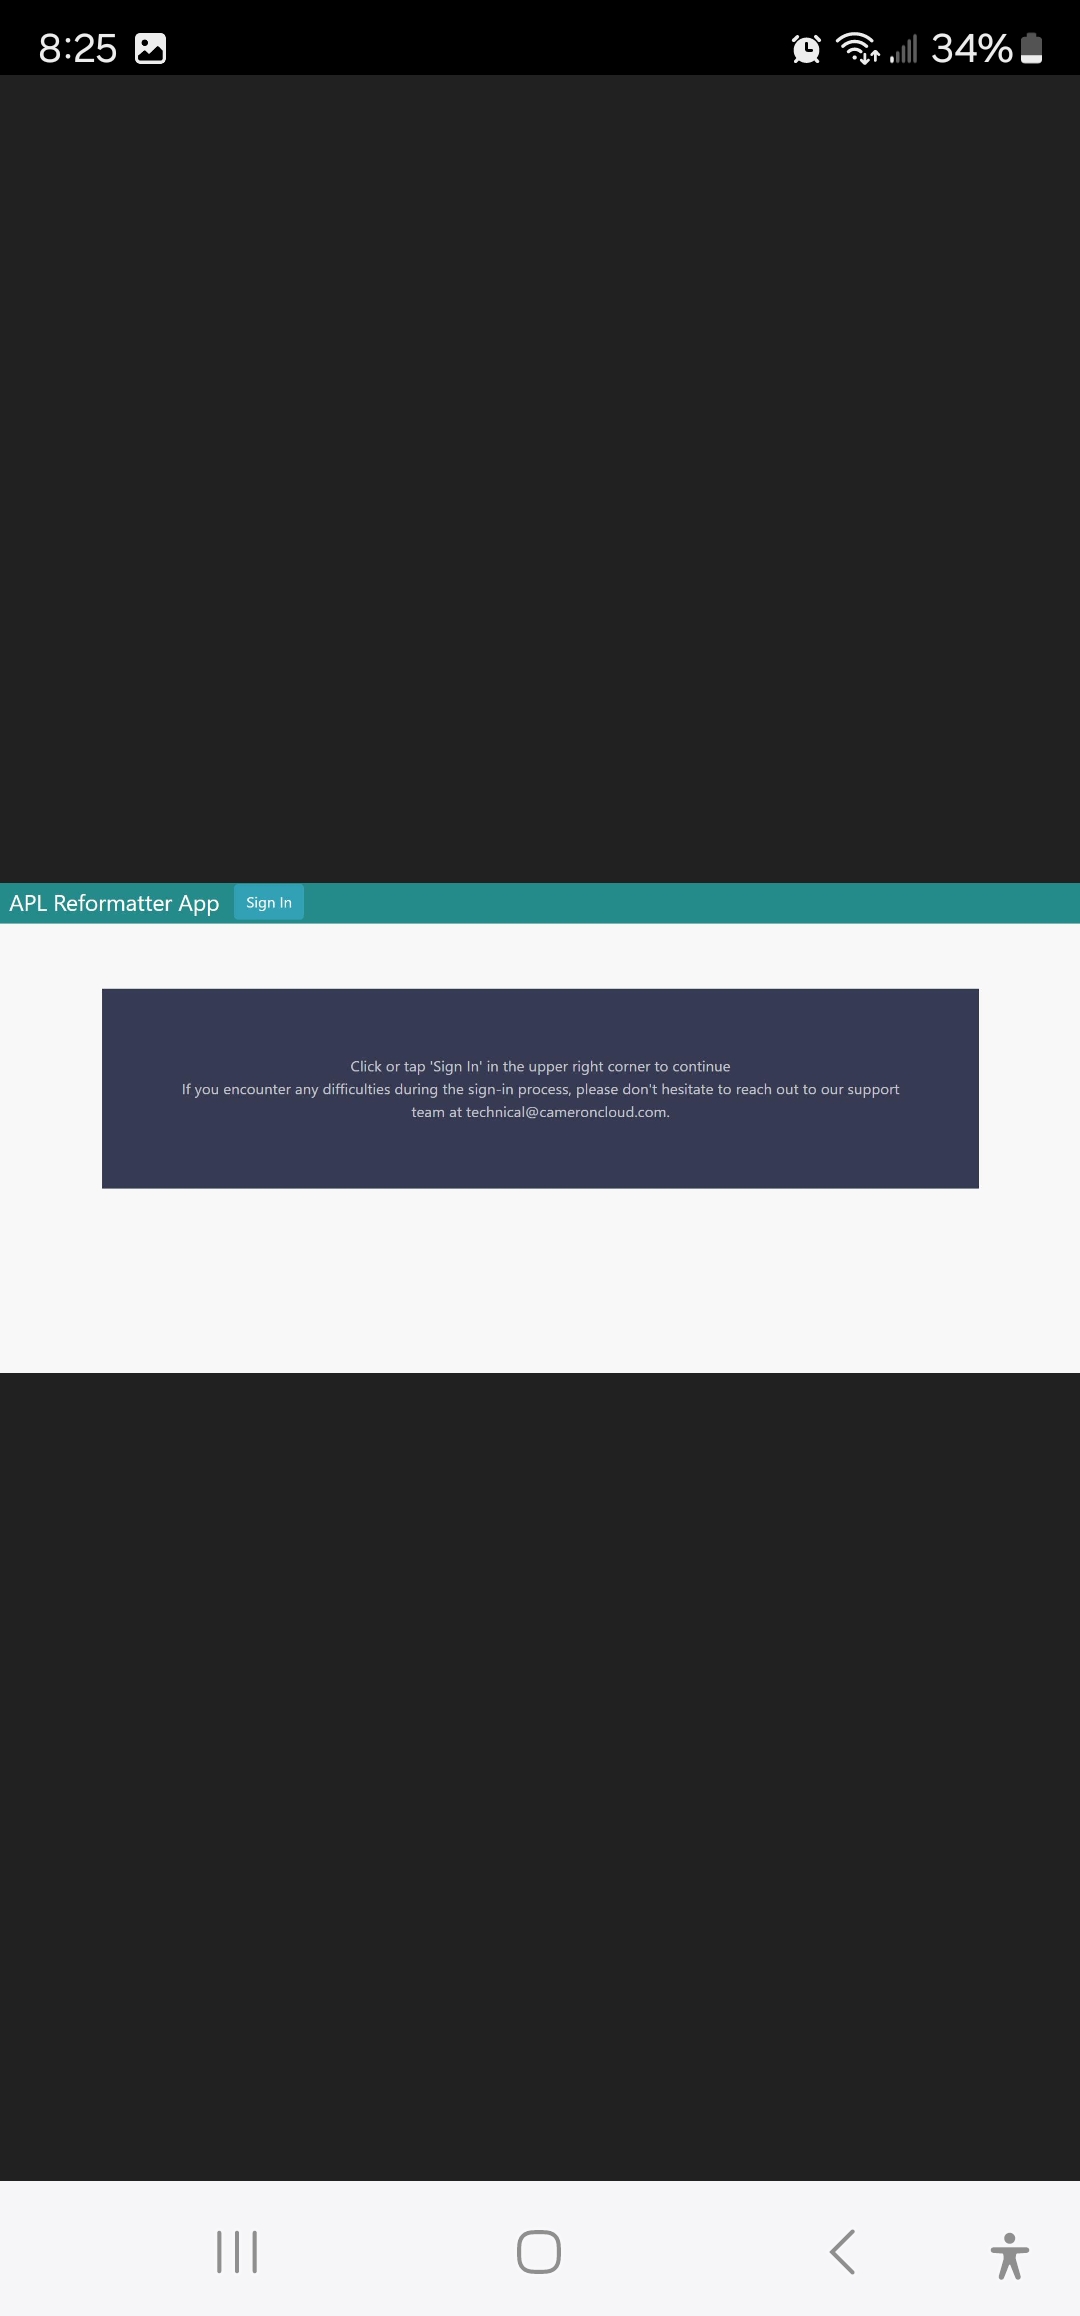 8:25
34%
APL Reformatter App Sign In
Click or tap 'Sign In' in the upper right corner to continue
If you encounter any difficulties during the sign-in process, please don't hesitate to reach out to our support
team at technical@cameroncloud.com.